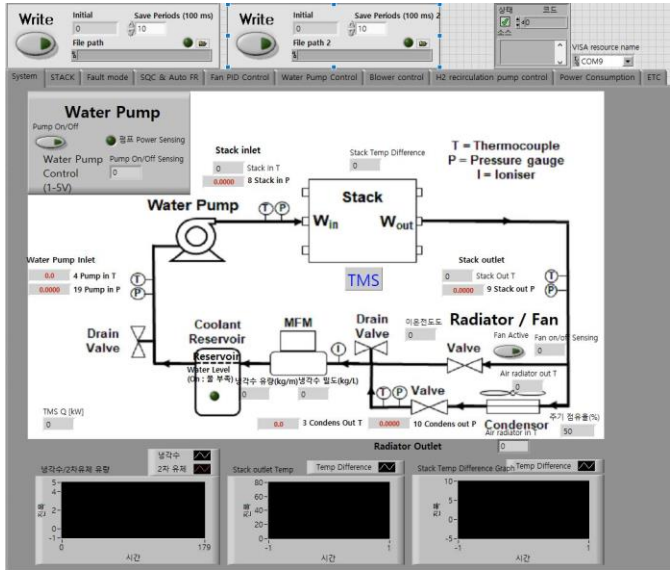 Write
Initial
0
Save Periods (100 ms)
10
File path
Write
Initial
0
Save Periods (100 ms) 2
10
File path 2
상태
코드
d0
소스
VISA resource name
COM9
System
STACK
Fault mode
SQC & Auto FR
Fan PID Control
Water Pump Control
Blower control
H2 recirculation pump control
Power Consumption
ETC
Water Pump
Pump On/Off
펌프 Power Sensing
Water Pump Control (1-5V)
Pump On/Off Sensing
0
Stack inlet
0 Stack in T
0.0000 8 Stack in P
Stack Temp Difference
0
T = Thermocouple
P = Pressure gauge
I = Ioniser
Water Pump
T P
Stack
Win
Wout
TMS
Water Pump Inlet
0.0 4 Pump in T
0.0000 19 Pump in P
T
P
Stack outlet
0 Stack Out T
0.0000 9 Stack out P
T
P
Drain Valve
Coolant Reservoir
Reservoir
Water Level
(On : 물 부족)
MFM
냉각수 유량(kg/m)
0
냉각수 밀도(kg/L)
0
I
Drain Valve
이온전도도
0
Radiator / Fan
Valve
Fan Active
Fan on/off Sensing
0
Air radiator out T
0
T P
Valve
Condensor
0.0 3 Condens Out T
0.0000 10 Condens out P
Air radiator in T
0
주기 점유율(%)
50
TMS Q [kW]
0
Radiator Outlet
냉각수/2차유체 유량
냉각수
2차 유체
진폭
5
4
2
0
-1
0
179
시간
Stack outlet Temp
Temp Difference
진폭
80
60
40
20
0
-1
1
시간
Stack Temp Difference Graph
Temp Difference
진폭
10
5
0
-5
-1
1
시간